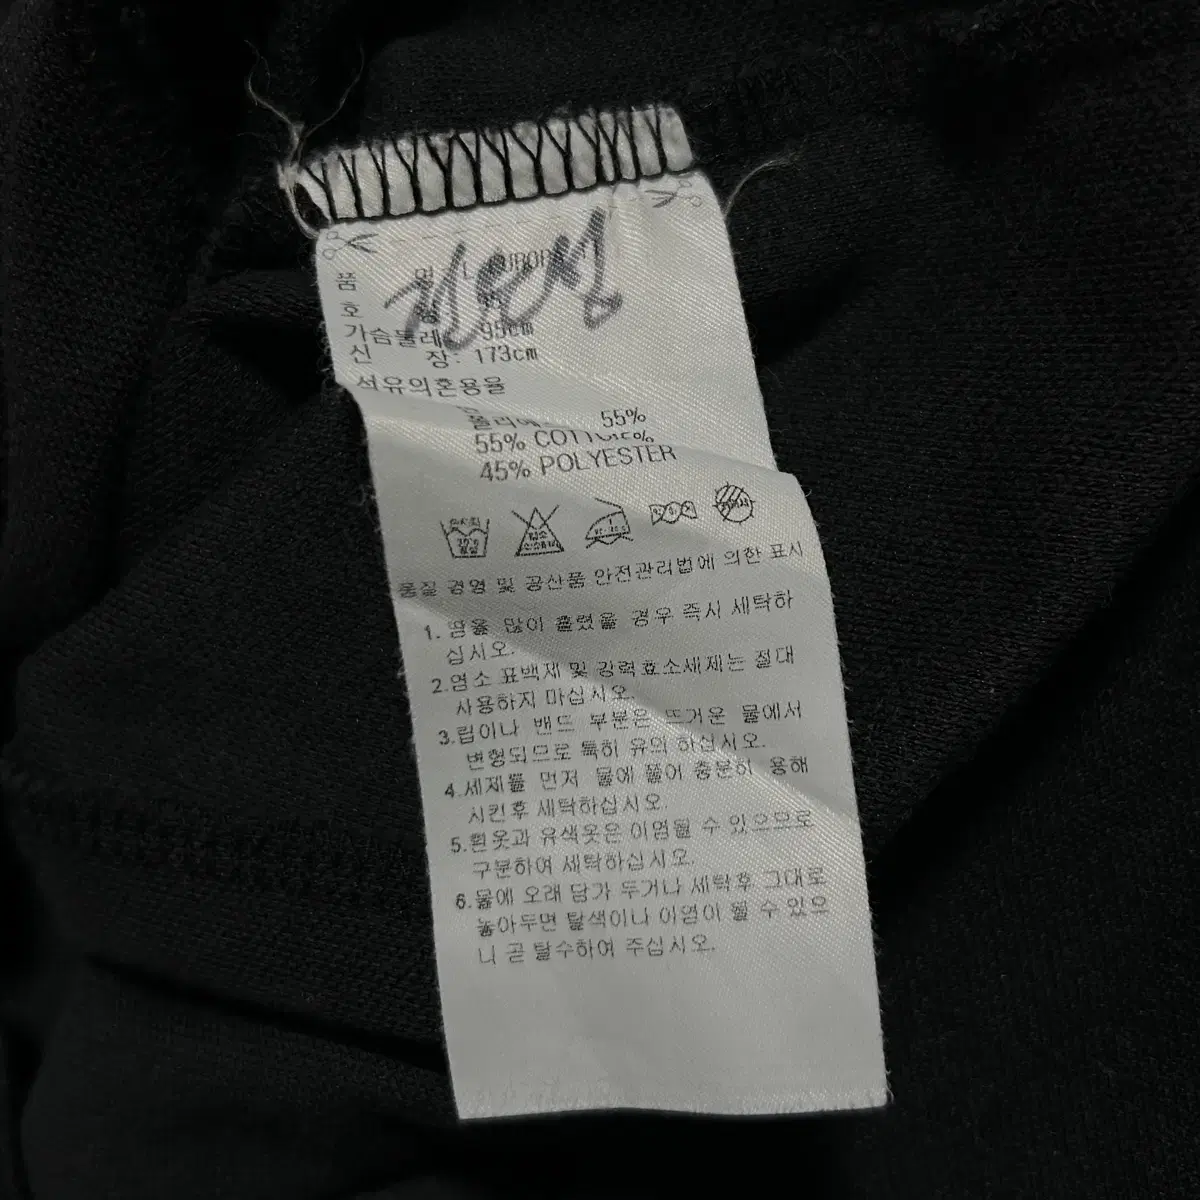 품 명
호
가슴둘레 95cm
신 장: 173cm
섬유의혼용율
55%
55% COTTON
45% POLYESTER
품질 경영 및 공산품 안전관리법에 의한 표시
1. 땀을 많이 흘렸을 경우 즉시 세탁하
십시오.
2.염소 표백제 및 강력효소세제는 절대
사용하지 마십시오.
3.립이나 밴드 부분은 뜨거운 물에서
변형되므로 특히 유의 하십시오.
4.세제를 먼저 물에 풀어 충분히 용해
시킨후 세탁하십시오.
5.흰옷과 유색옷은 이염될 수 있으므로
구분하여 세탁하십시오.
6.물에 오래 담가 두거나 세탁후 그대로
놓아두면 탈색이나 이염이 될 수 있으
니 곧 탈수하여 주십시오.